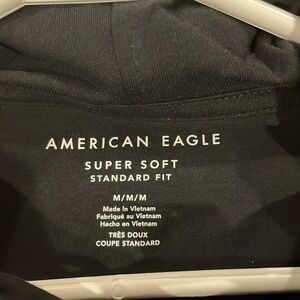 AMERICAN EAGLE
SUPER SOFT
STANDARD FIT
M/M/M
Made in Vietnam
Fabriqué au Vietnam
Hecho en Vietnam
TRÈS DOUX
COUPE STANDARD